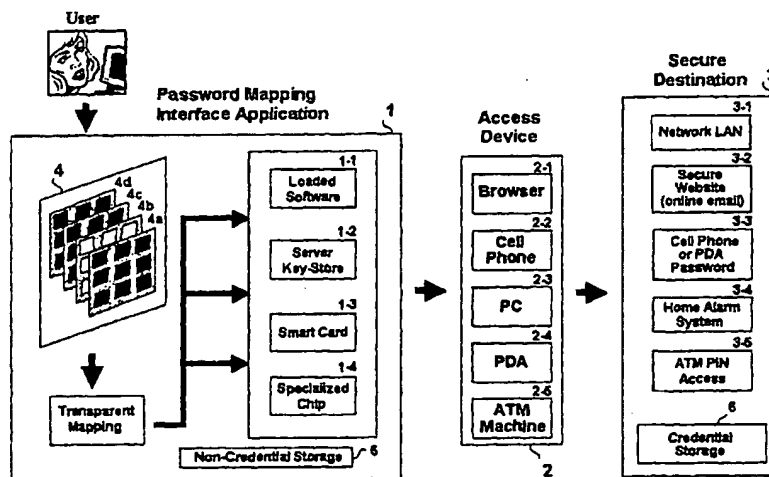 User
Password Mapping
Interface Application
1
4
4d
4c
4b
4a
Transparent
Mapping
1-1
Loaded
Software
1-2
Server
Key-Store
1-3
Smart Card
1-4
Specialized
Chip
Non-Credential Storage
5
Access
Device
2-1
Browser
2-2
Cell
Phone
2-3
PC
2-4
PDA
2-5
ATM
Machine
2
Secure
Destination
3
3-1
Network LAN
3-2
Secure
Website
(online email)
3-3
Cell Phone
or PDA
Password
3-4
Home Alarm
System
3-5
ATM PIN
Access
6
Credential
Storage